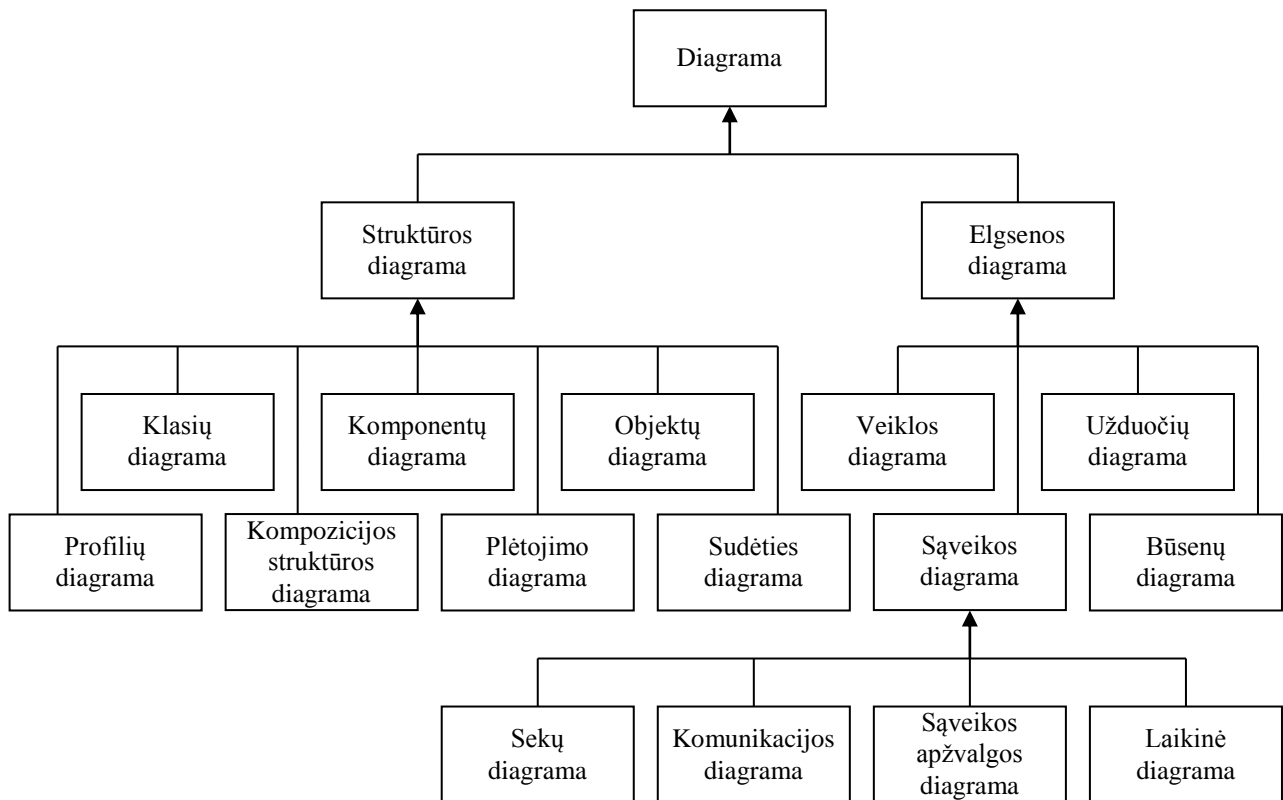 Diagrama
Struktūros
diagrama
Elgsenos
diagrama
Klasių
diagrama
Komponentų
diagrama
Objektų
diagrama
Veiklos
diagrama
Užduočių
diagrama
Profilių
diagrama
Kompozicijos
struktūros
diagrama
Plėtojimo
diagrama
Sudėties
diagrama
Sąveikos
diagrama
Būsenų
diagrama
Sekų
diagrama
Komunikacijos
diagrama
Sąveikos
apžvalgos
diagrama
Laikinė
diagrama